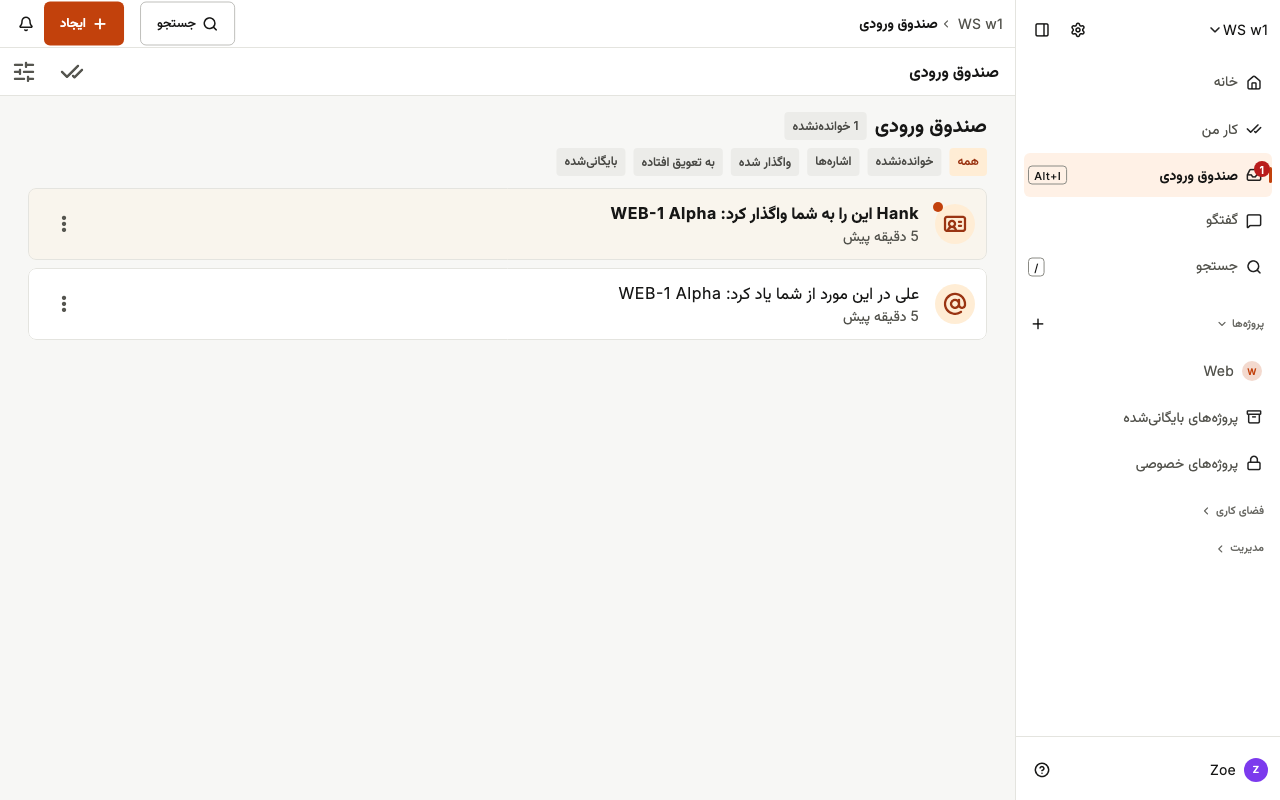 WS w1
خانه
کار من
صندوق ورودی
1
Alt+I
گفتگو
جستجو
/
پروژه‌ها
W
Web
پروژه‌های بایگانی‌شده
پروژه‌های خصوصی
فضای کاری
مدیریت
Z
Zoe
WS w1 › صندوق ورودی
جستجو
ایجاد
صندوق ورودی
صندوق ورودی
1 خوانده‌نشده
همه
خوانده‌نشده
اشاره‌ها
واگذار شده
به تعویق افتاده
بایگانی‌شده
Hank این را به شما واگذار کرد: WEB-1 Alpha
5 دقیقه پیش
علی در این مورد از شما یاد کرد: WEB-1 Alpha
5 دقیقه پیش